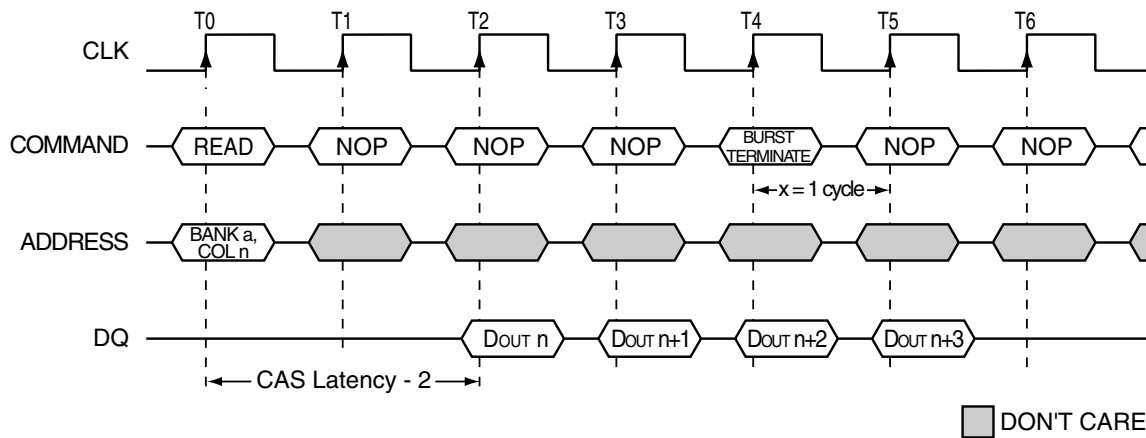 T0 T1 T2 T3 T4 T5 T6
CLK
COMMAND READ NOP NOP NOP BURST TERMINATE NOP NOP
x = 1 cycle
ADDRESS BANK a, COL n
DQ DOUT n DOUT n+1 DOUT n+2 DOUT n+3
CAS Latency - 2
DON'T CARE